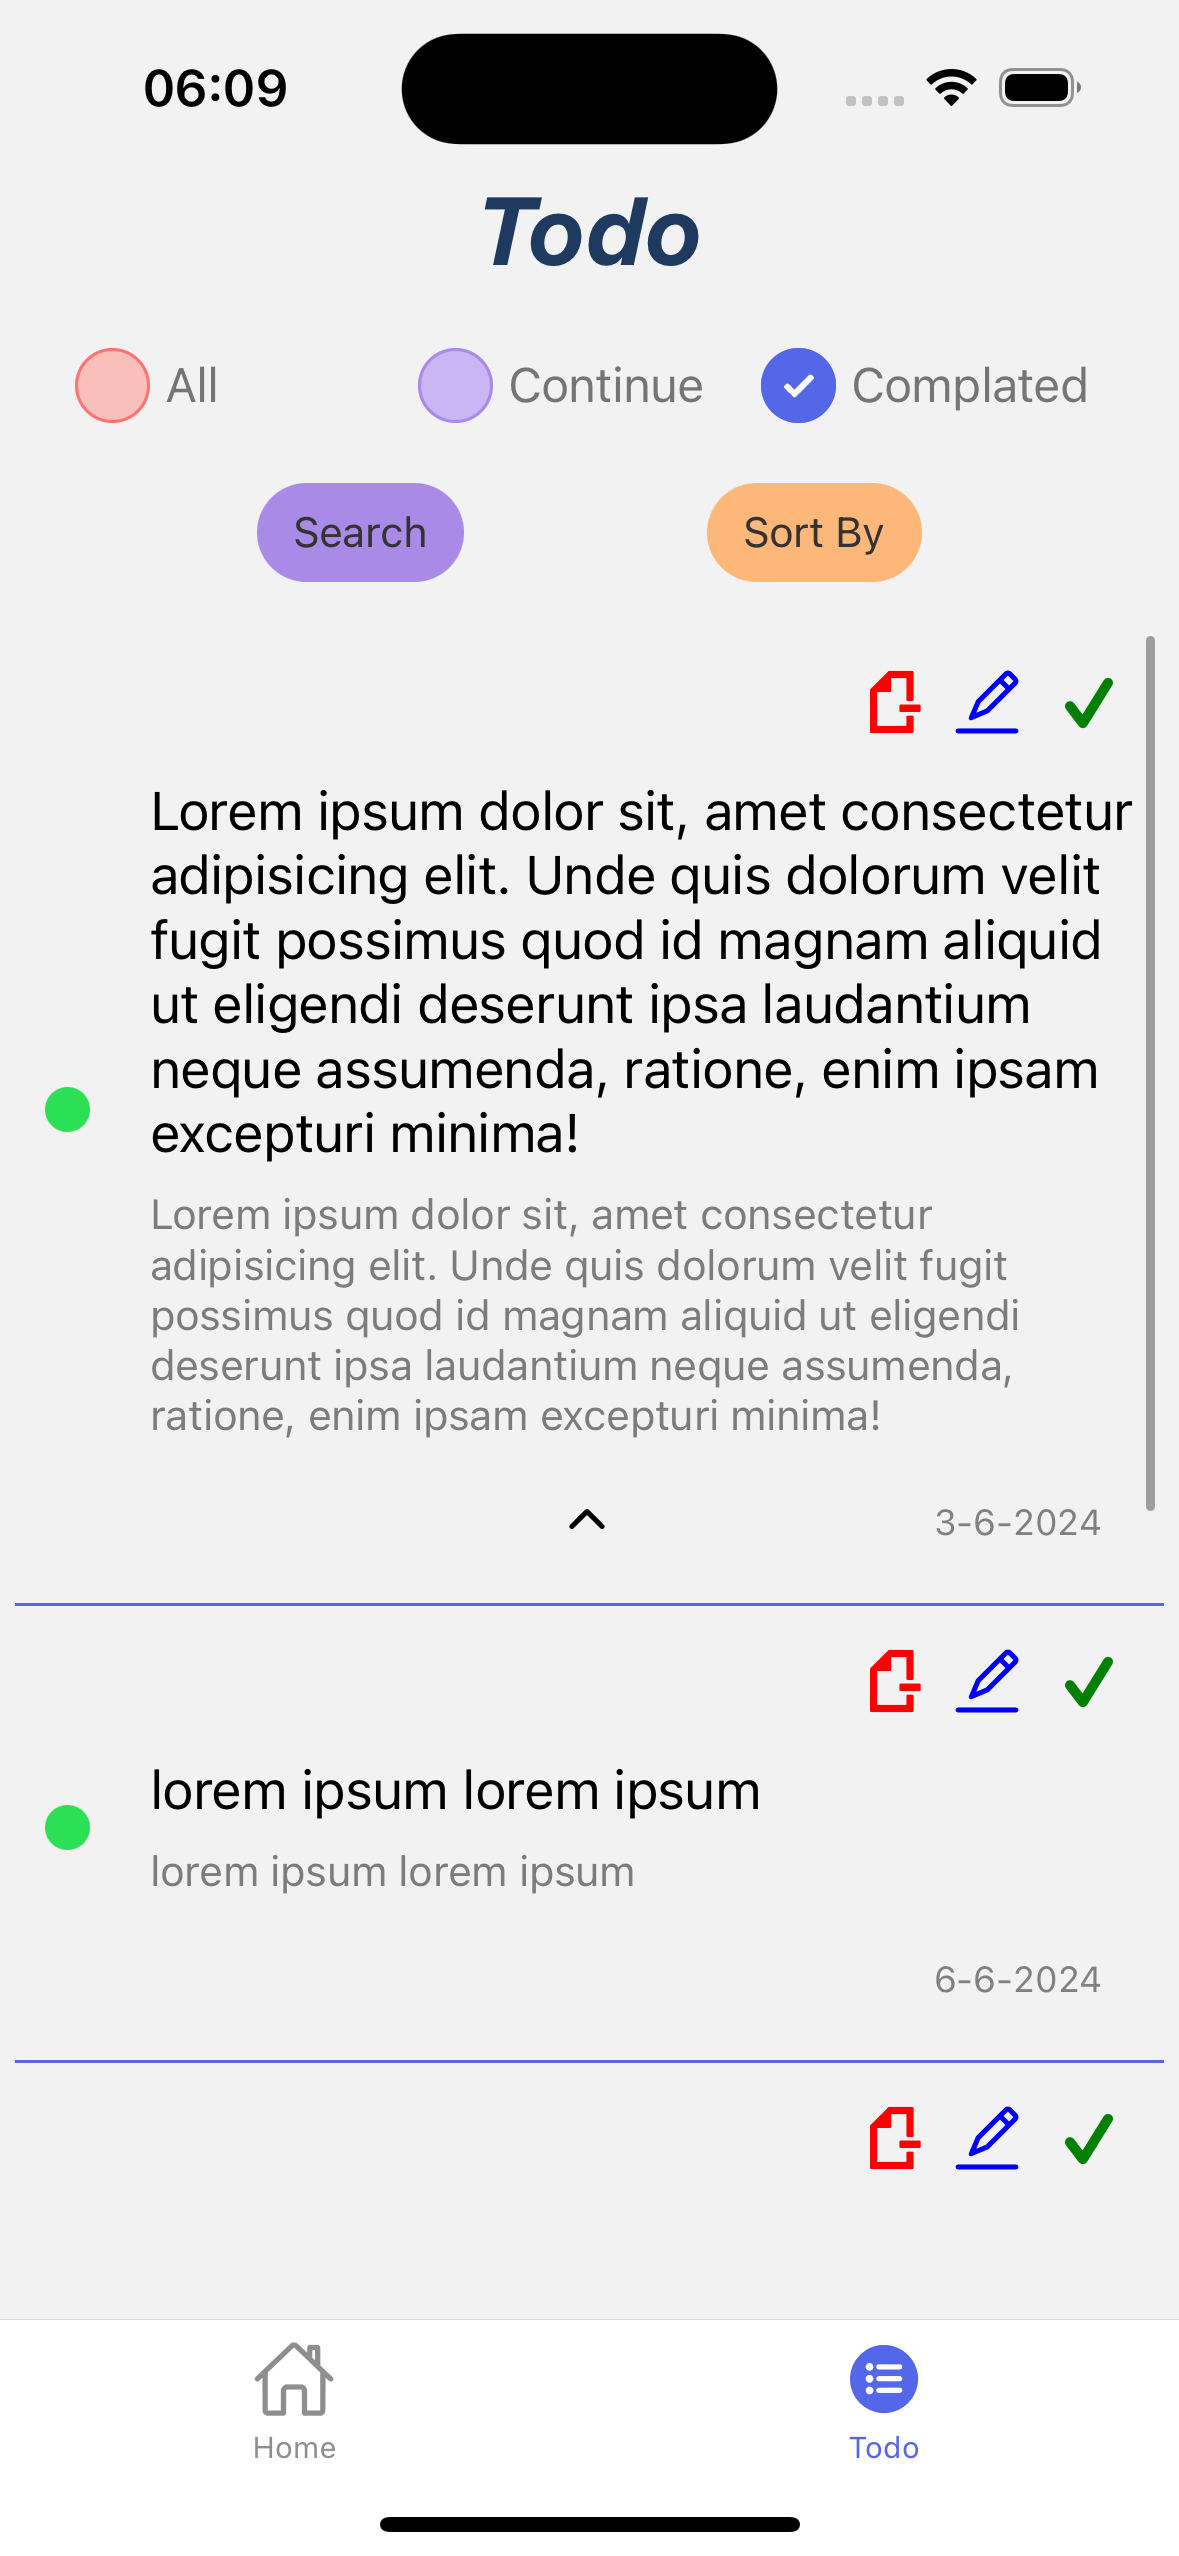 06:09
Todo
All
Continue
Complated
Search
Sort By
Lorem ipsum dolor sit, amet consectetur
adipisicing elit. Unde quis dolorum velit
fugit possimus quod id magnam aliquid
ut eligendi deserunt ipsa laudantium
neque assumenda, ratione, enim ipsam
excepturi minima!
Lorem ipsum dolor sit, amet consectetur
adipisicing elit. Unde quis dolorum velit fugit
possimus quod id magnam aliquid ut eligendi
deserunt ipsa laudantium neque assumenda,
ratione, enim ipsam excepturi minima!
3-6-2024
lorem ipsum lorem ipsum
lorem ipsum lorem ipsum
6-6-2024
Home
Todo